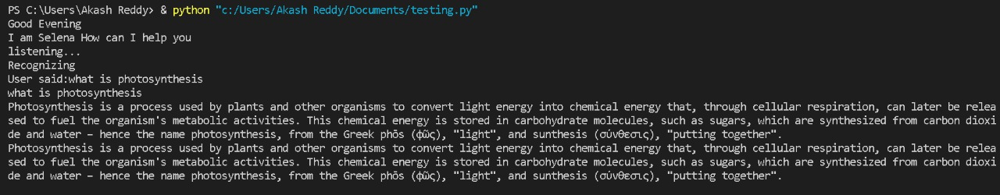 PS C:\Users\Akash Reddy> & python "c:/Users/Akash Reddy/Documents/testing.py"
Good Evening
I am Selena How can I help you
listening...
Recognizing
User said:what is photosynthesis
what is photosynthesis
Photosynthesis is a process used by plants and other organisms to convert light energy into chemical energy that, through cellular respiration, can later be relea
sed to fuel the organism's metabolic activities. This chemical energy is stored in carbohydrate molecules, such as sugars, which are synthesized from carbon dioxi
de and water – hence the name photosynthesis, from the Greek phōs (φῶς), "light", and sunthesis (σύνθεσις), "putting together".
Photosynthesis is a process used by plants and other organisms to convert light energy into chemical energy that, through cellular respiration, can later be relea
sed to fuel the organism's metabolic activities. This chemical energy is stored in carbohydrate molecules, such as sugars, which are synthesized from carbon dioxi
de and water – hence the name photosynthesis, from the Greek phōs (φῶς), "light", and sunthesis (σύνθεσις), "putting together".